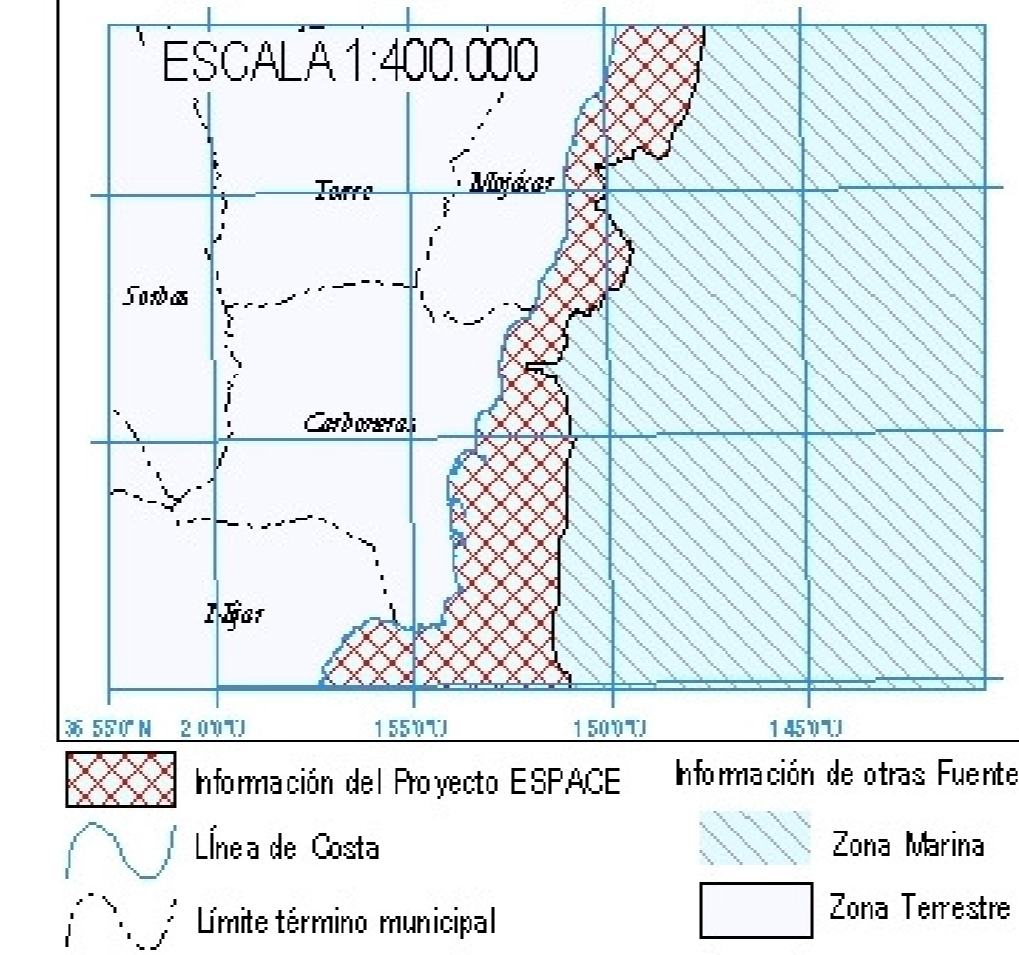 ESCALA 1:400.000
Turre
Mojácar
Sorbas
Carboneras
Níjar
36 55'0" N 2 0'0"O 1 55'0"O 1 50'0"O 1 45'0"O
Información del Proyecto ESPACE
Línea de Costa
Límite término municipal
Información de otras Fuente
Zona Marina
Zona Terrestre